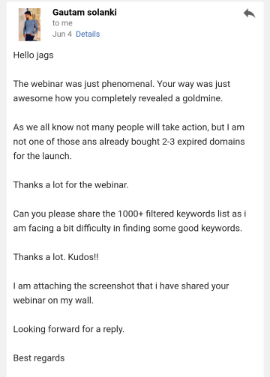 Gautam solanki
to me
Jun 4 Details
Hello jags
The webinar was just phenomenal. Your way was just
awesome how you completely revealed a goldmine.
As we all know not many people will take action, but I am
not one of those ans already bought 2-3 expired domains
for the launch.
Thanks a lot for the webinar.
Can you please share the 1000+ filtered keywords list as i
am facing a bit difficulty in finding some good keywords.
Thanks a lot. Kudos!!
I am attaching the screenshot that i have shared your
webinar on my wall.
Looking forward for a reply.
Best regards